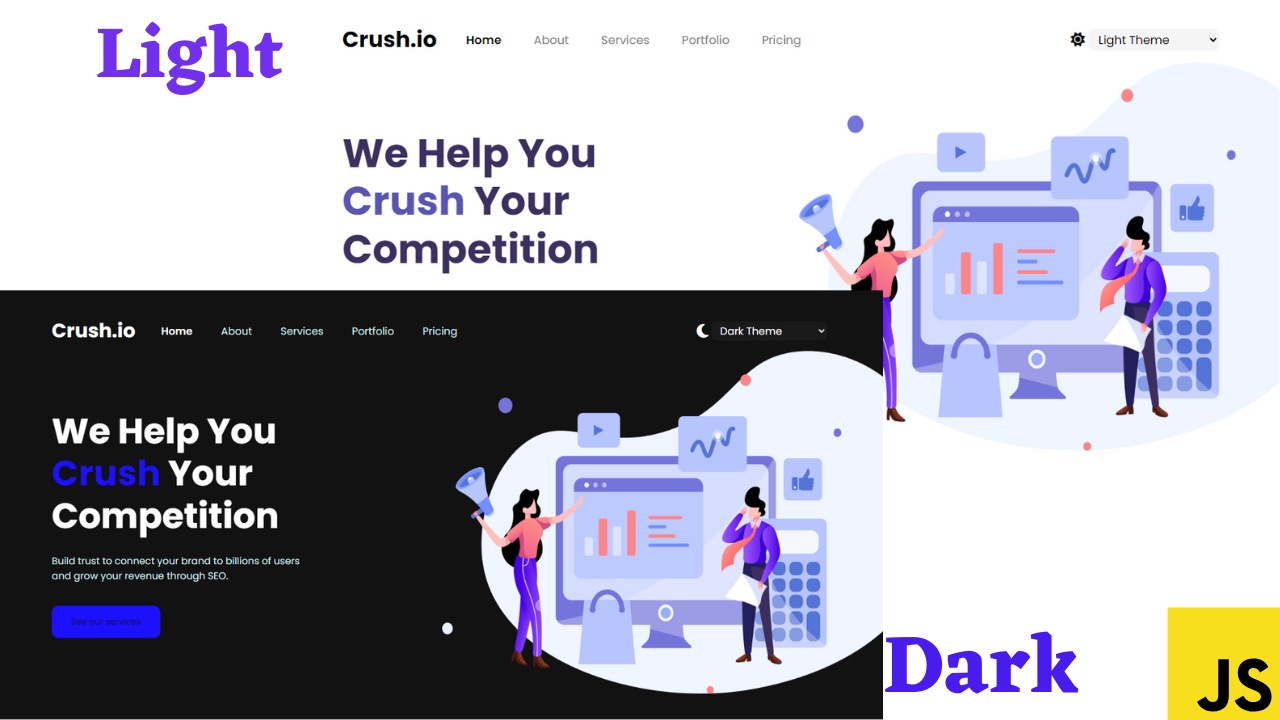 Light
Crush.io Home About Services Portfolio Pricing Light Theme
We Help You
Crush Your
Competition
Crush.io Home About Services Portfolio Pricing Dark Theme
We Help You
Crush Your
Competition
Build trust to connect your brand to billions of users
and grow your revenue through SEO.
See our services
Dark
JS